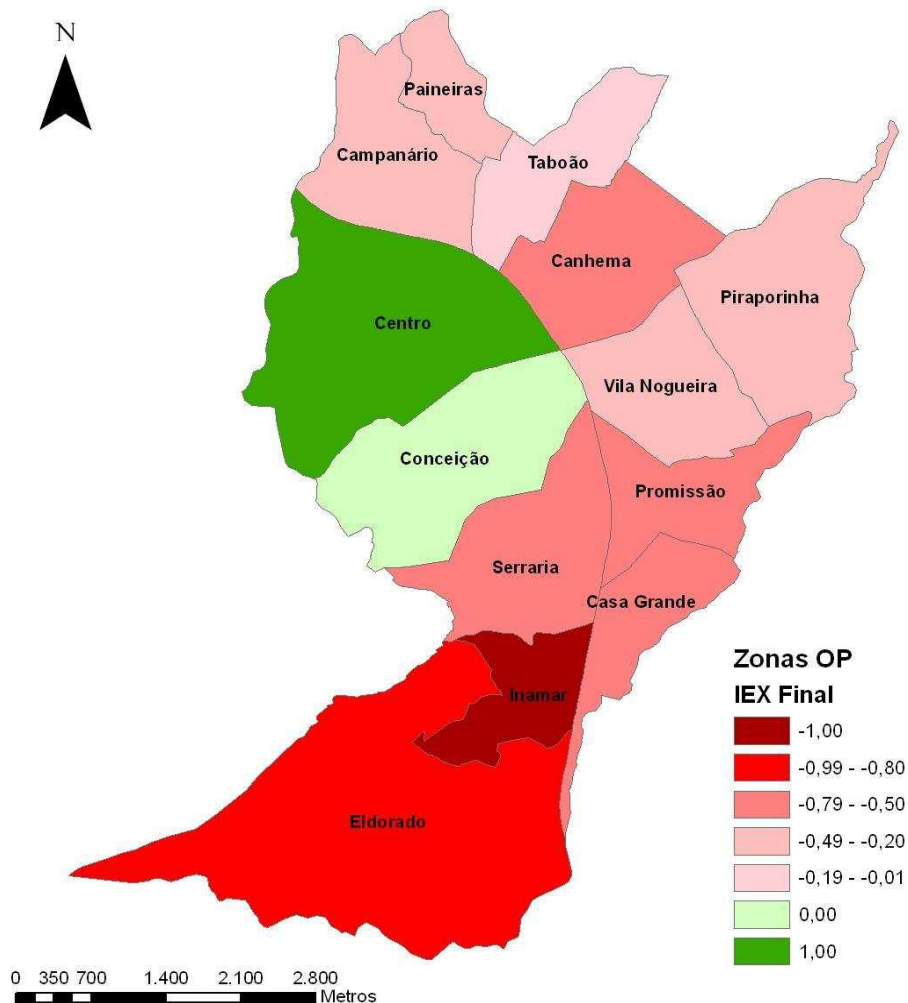 N
Paineiras
Campanário
Taboão
Canhema
Piraporinha
Centro
Vila Nogueira
Conceição
Promissão
Serraria
Casa Grande
Inamar
Eldorado
Zonas OP
IEX Final
-1,00
-0,99 - -0,80
-0,79 - -0,50
-0,49 - -0,20
-0,19 - -0,01
0,00
1,00
0 350 700 1.400 2.100 2.800
Metros